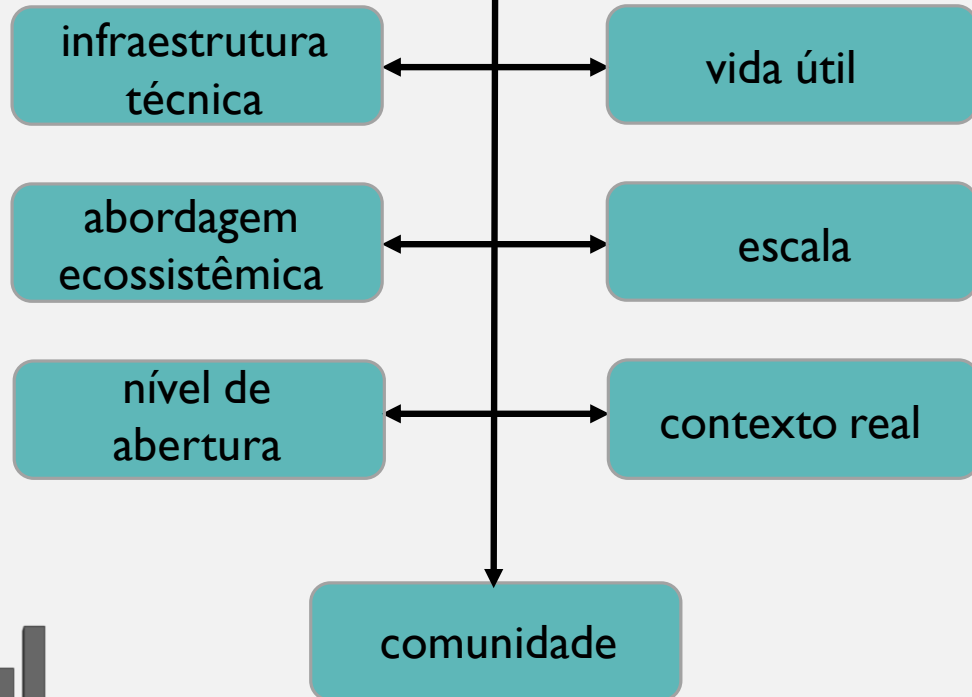 infraestrutura
técnica
vida útil
abordagem
ecossistêmica
escala
nível de
abertura
contexto real
comunidade